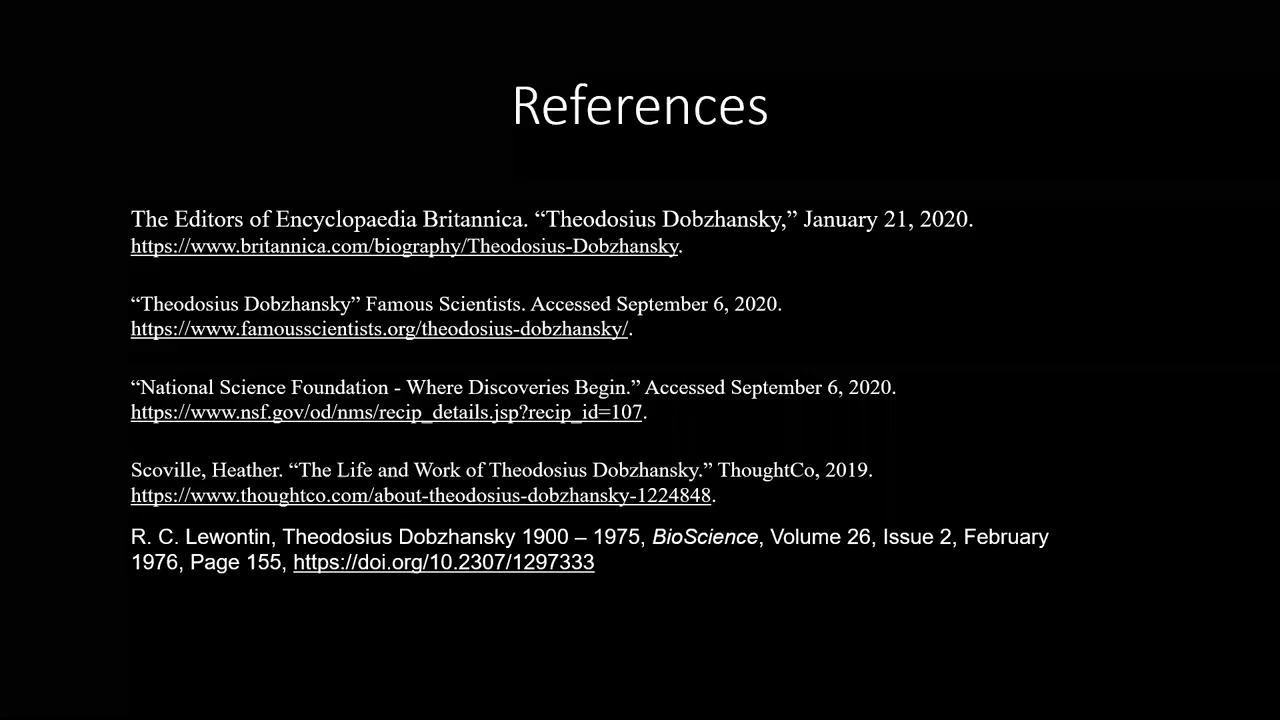 References
The Editors of Encyclopaedia Britannica. “Theodosius Dobzhansky,” January 21, 2020.
https://www.britannica.com/biography/Theodosius-Dobzhansky.
“Theodosius Dobzhansky” Famous Scientists. Accessed September 6, 2020.
https://www.famousscientists.org/theodosius-dobzhansky/.
“National Science Foundation - Where Discoveries Begin.” Accessed September 6, 2020.
https://www.nsf.gov/od/nms/recip_details.jsp?recip_id=107.
Scoville, Heather. “The Life and Work of Theodosius Dobzhansky.” ThoughtCo, 2019.
https://www.thoughtco.com/about-theodosius-dobzhansky-1224848.
R. C. Lewontin, Theodosius Dobzhansky 1900 – 1975, BioScience, Volume 26, Issue 2, February
1976, Page 155, https://doi.org/10.2307/1297333